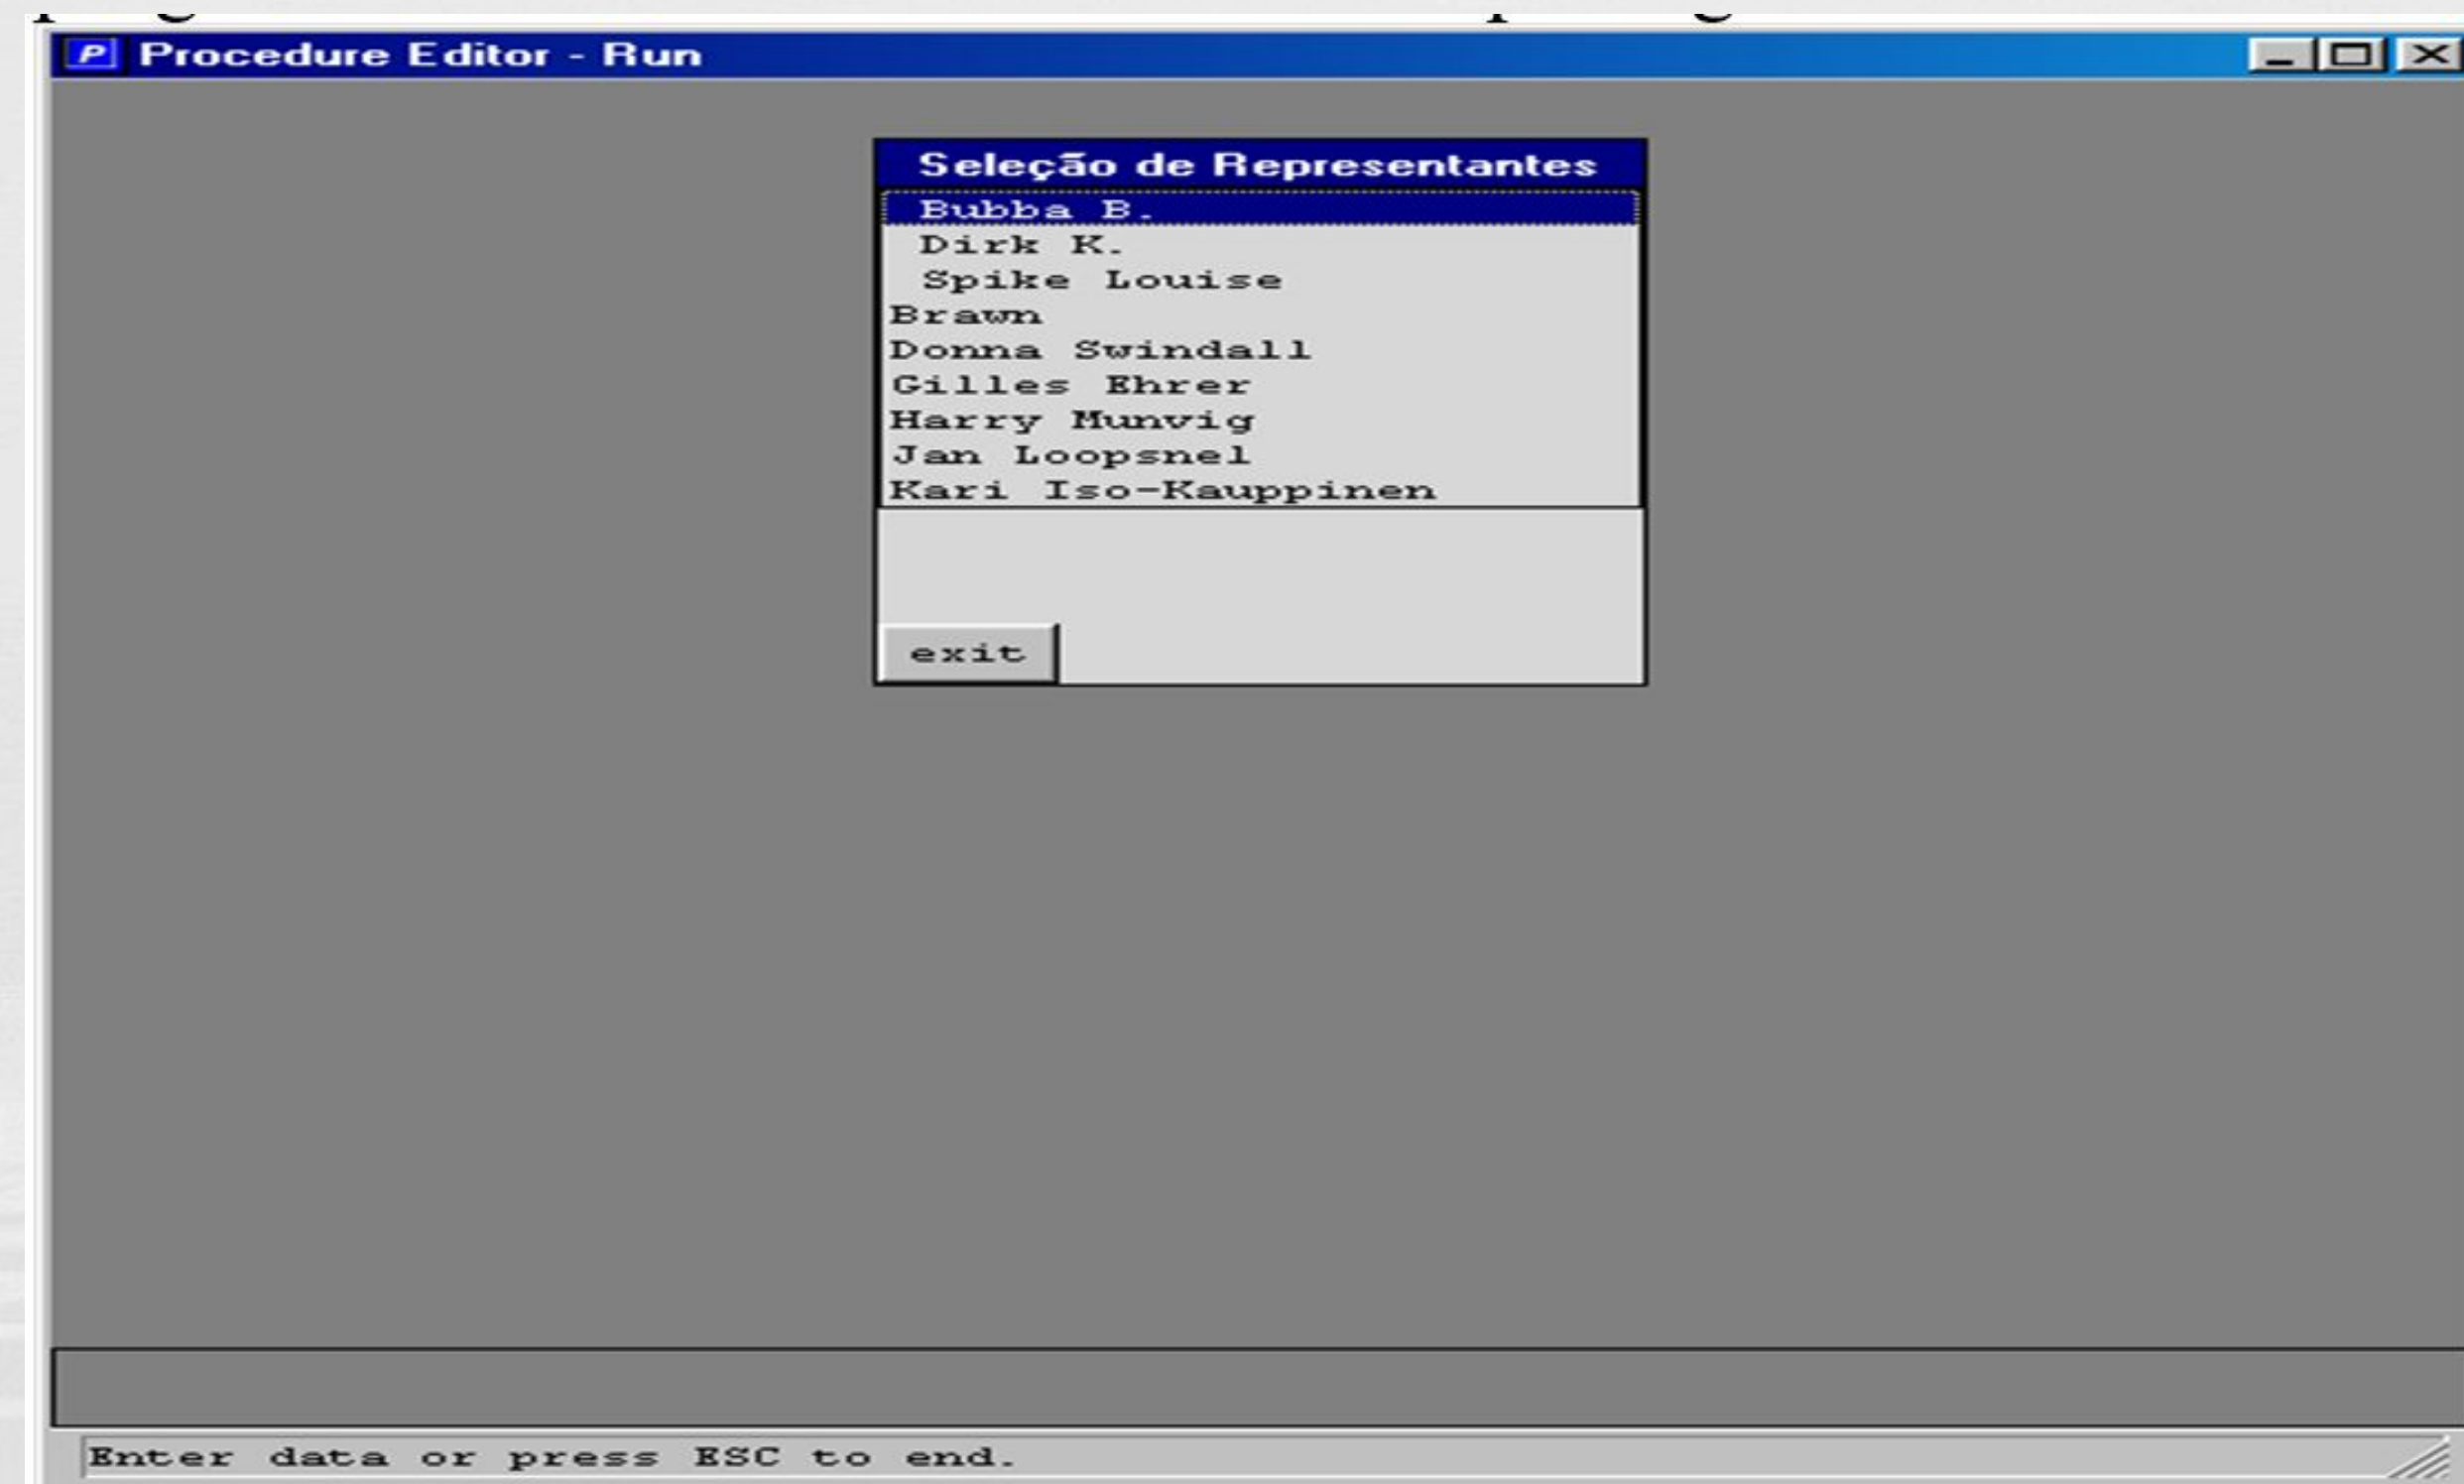 P Procedure Editor - Run
Seleção de Representantes
Bubba B.
Dirk K.
Spike Louise
Brawn
Donna Swindall
Gilles Ehrer
Harry Munvig
Jan Loopsnel
Kari Iso-Kauppinen
exit
Enter data or press ESC to end.